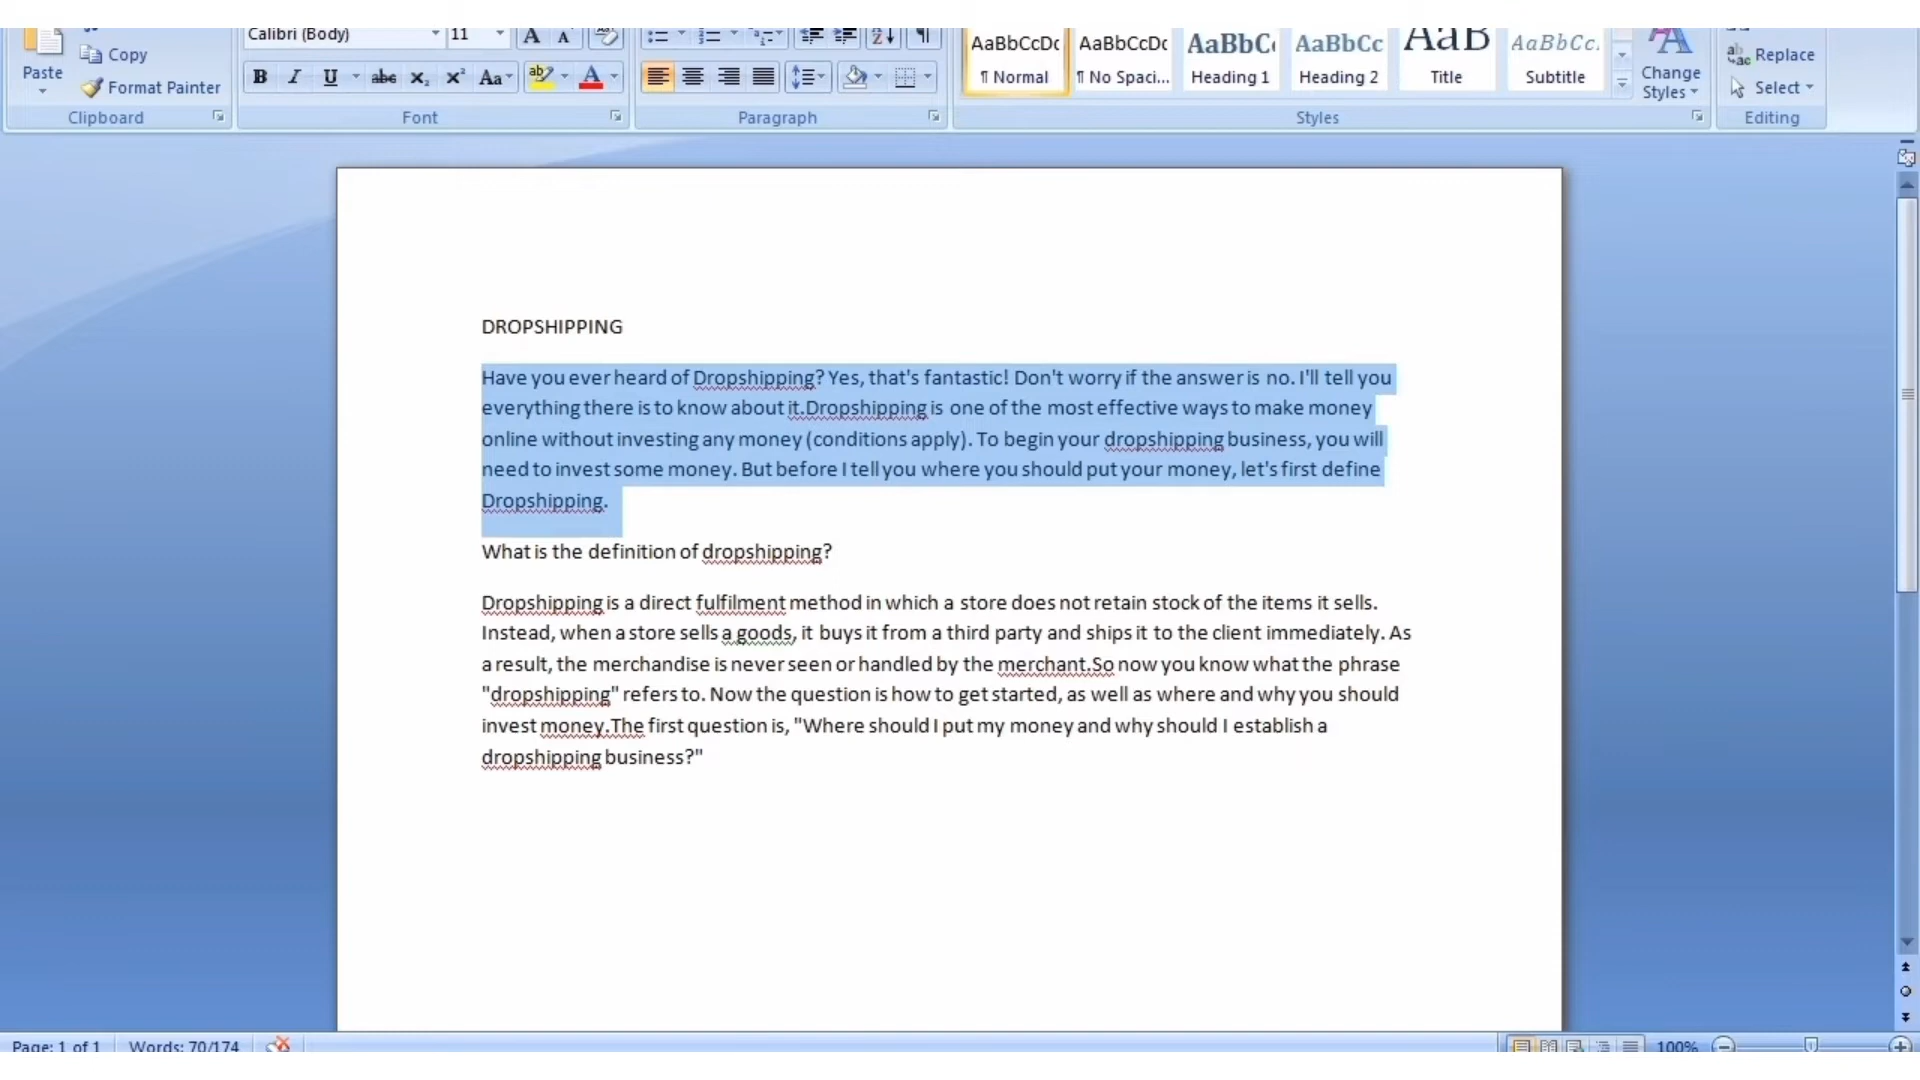 Calibri (Body) 11 A A
AaBbCcDc AaBbCcDc AaBbC AaBbCc AaB AaBbCc.
Copy
Replace
Paste
Format Painter
B I U abc x₂ x² Aa ab A
¶ Normal ¶ No Spaci... Heading 1 Heading 2 Title Subtitle
Change
Styles
Select
Clipboard Font Paragraph Styles Editing
DROPSHIPPING
Have you ever heard of Dropshipping? Yes, that's fantastic! Don't worry if the answer is no. I'll tell you
everything there is to know about it.Dropshipping is one of the most effective ways to make money
online without investing any money (conditions apply). To begin your dropshipping business, you will
need to invest some money. But before I tell you where you should put your money, let's first define
Dropshipping.
What is the definition of dropshipping?
Dropshipping is a direct fulfilment method in which a store does not retain stock of the items it sells.
Instead, when a store sells a goods, it buys it from a third party and ships it to the client immediately. As
a result, the merchandise is never seen or handled by the merchant.So now you know what the phrase
"dropshipping" refers to. Now the question is how to get started, as well as where and why you should
invest money.The first question is, "Where should I put my money and why should I establish a
dropshipping business?"
Page: 1 of 1 Words: 70/174 100%